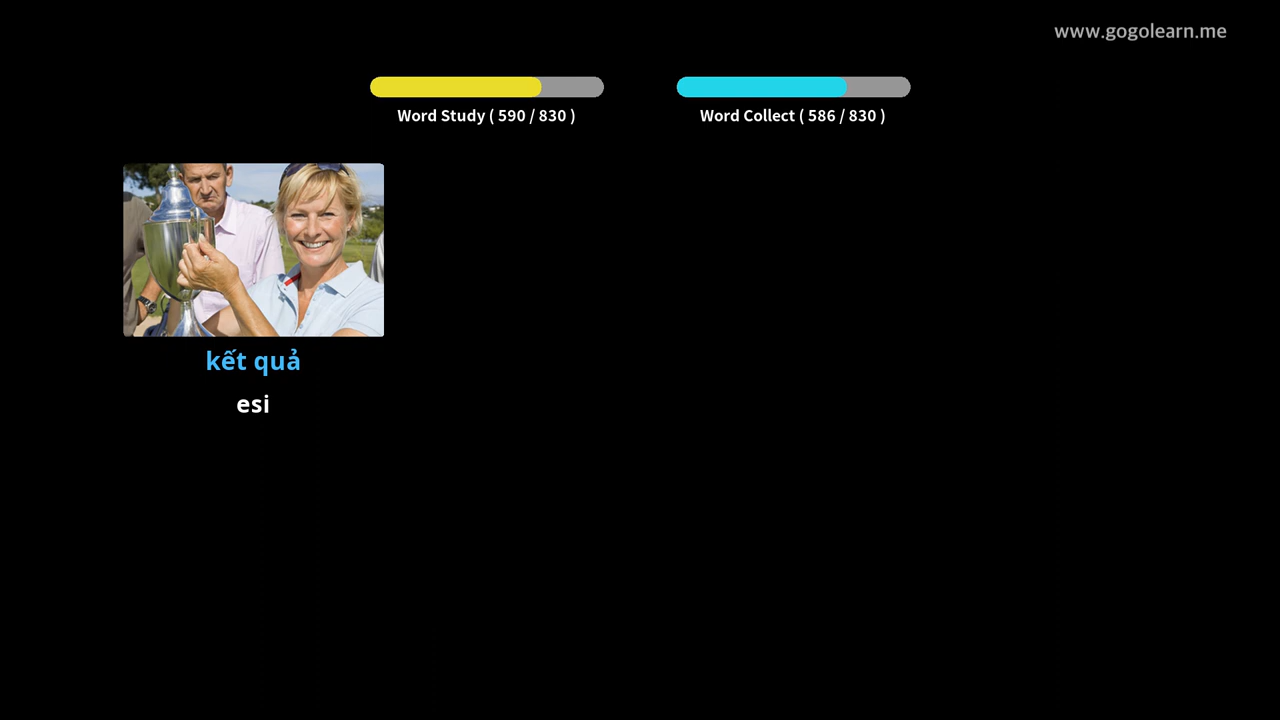 www.gogolearn.me
Word Study ( 590 / 830 )
Word Collect ( 586 / 830 )
kết quả
esi